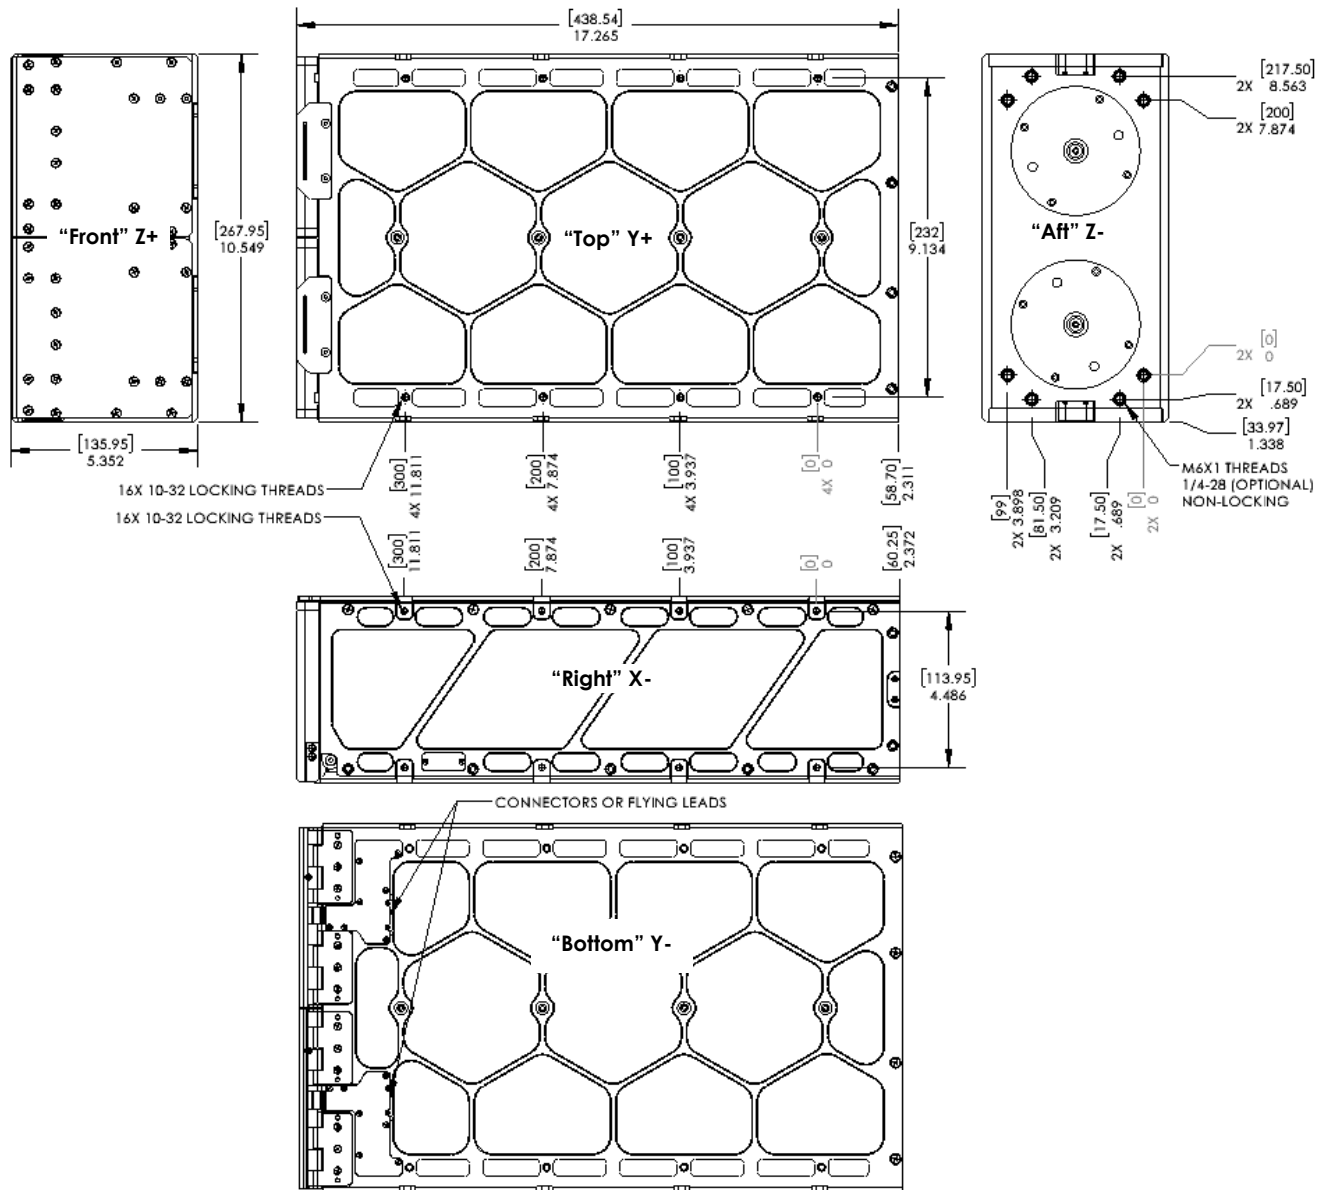 [438.54]
17.265
[217.50]
2X 8.563
[200]
2X 7.874
“Front” Z+
[267.95]
10.549
“Top” Y+
[232]
9.134
“Aft” Z-
[0]
2X 0
[17.50]
2X .689
[33.97]
1.338
[135.95]
5.352
M6X1 THREADS
1/4-28 (OPTIONAL)
NON-LOCKING
16X 10-32 LOCKING THREADS
[300]
4X 11.811
[200]
4X 7.874
[100]
4X 3.937
[0]
4X 0
[58.70]
2.311
[99]
2X 3.898
[81.50]
2X 3.209
[17.50]
2X .689
[0]
2X 0
16X 10-32 LOCKING THREADS
[300]
11.811
[200]
7.874
[100]
3.937
[0]
0
[60.25]
2.372
“Right” X-
[113.95]
4.486
CONNECTORS OR FLYING LEADS
“Bottom” Y-